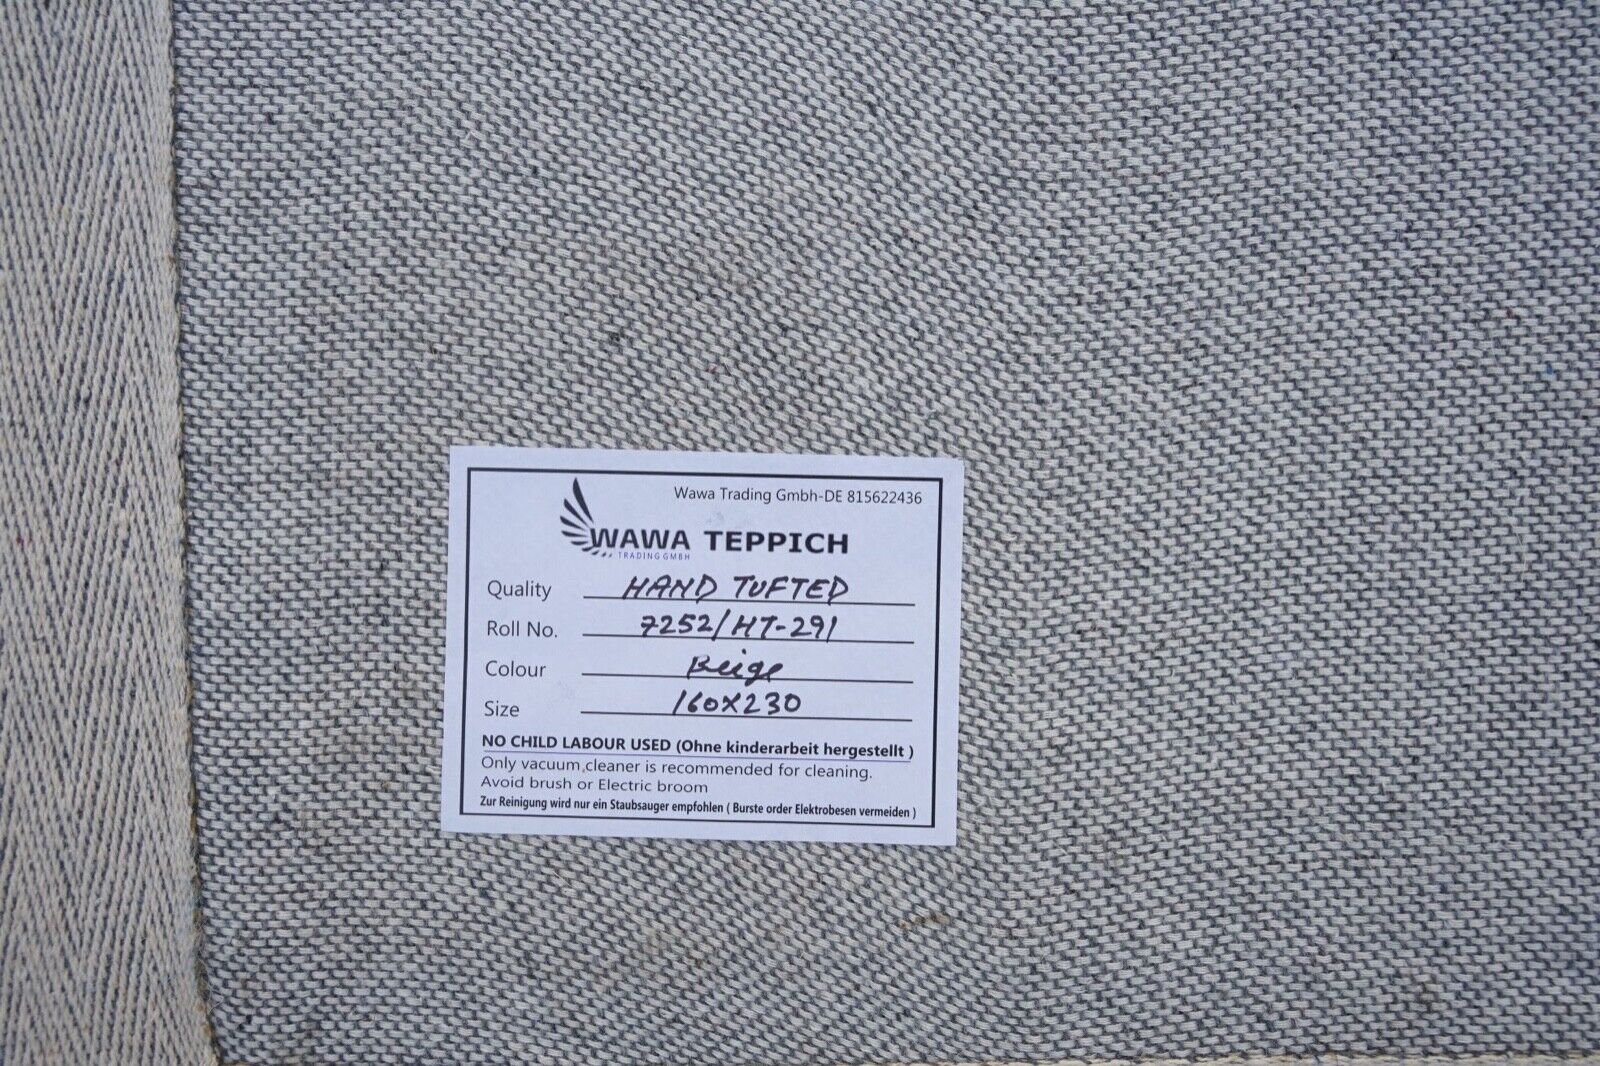 Wawa Trading Gmbh-DE 815622436
WAWA TEPPICH
TRADING GMBH
Quality HAND TUFTED
Roll No. 7252/HT-291
Colour Beige
Size 160X230
NO CHILD LABOUR USED (Ohne kinderarbeit hergestellt )
Only vacuum,cleaner is recommended for cleaning.
Avoid brush or Electric broom
Zur Reinigung wird nur ein Staubsauger empfohlen ( Burste order Elektrobesen vermeiden )